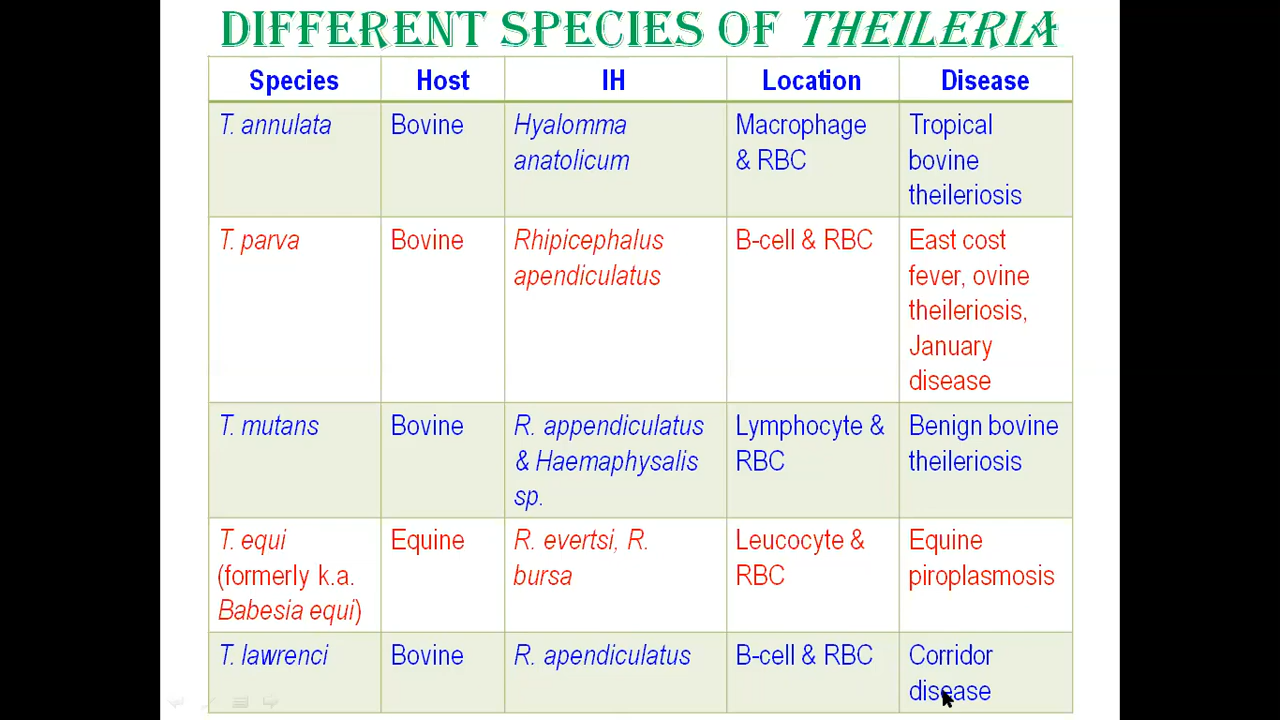 DIFFERENT SPECIES OF THEILERIA
Species Host IH Location Disease
T. annulata Bovine Hyalomma anatolicum Macrophage & RBC Tropical bovine theileriosis
T. parva Bovine Rhipicephalus apendiculatus B-cell & RBC East cost fever, ovine theileriosis, January disease
T. mutans Bovine R. appendiculatus & Haemaphysalis sp. Lymphocyte & RBC Benign bovine theileriosis
T. equi (formerly k.a. Babesia equi) Equine R. evertsi, R. bursa Leucocyte & RBC Equine piroplasmosis
T. lawrenci Bovine R. apendiculatus B-cell & RBC Corridor disease